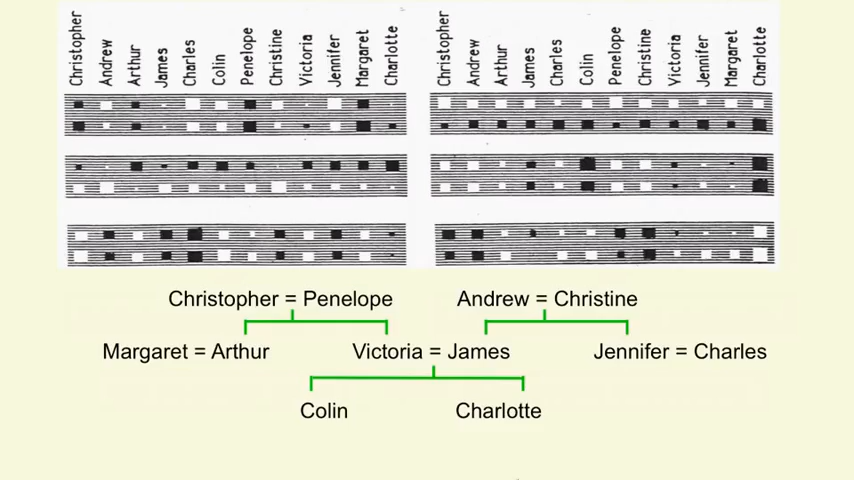 Christopher Andrew Arthur James Charles Colin Penelope Christine Victoria Jennifer Margaret Charlotte
Christopher Andrew Arthur James Charles Colin Penelope Christine Victoria Jennifer Margaret Charlotte
Christopher = Penelope Andrew = Christine
Margaret = Arthur Victoria = James Jennifer = Charles
Colin Charlotte